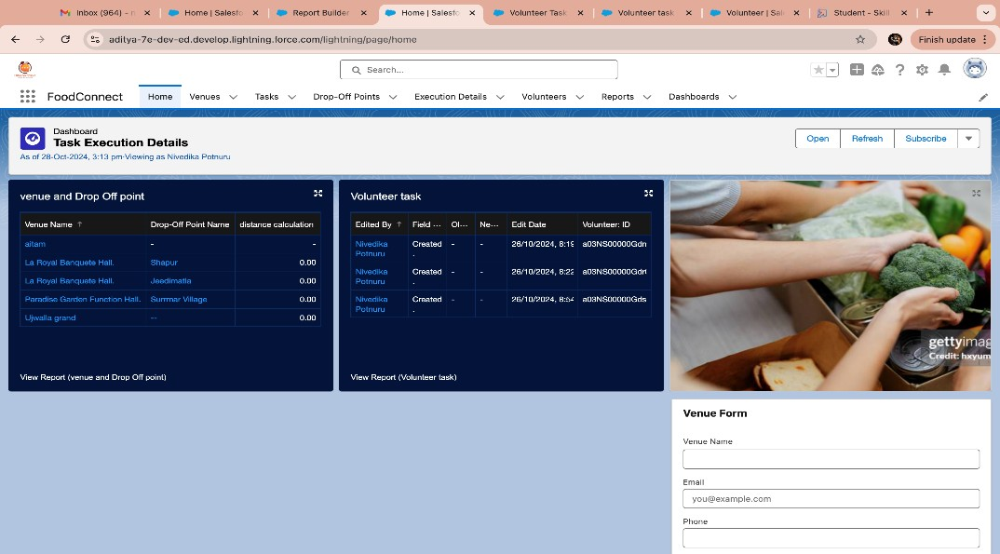 Inbox (964) - n
Home | Salesfo
Report Builder
Home | Salesfo
Volunteer Task
Volunteer task
Volunteer | Sal
Student - Skill
aditya-7e-dev-ed.develop.lightning.force.com/lightning/page/home
Finish update
Search...
FoodConnect
Home
Venues
Tasks
Drop-Off Points
Execution Details
Volunteers
Reports
Dashboards
Dashboard
Task Execution Details
As of 28-Oct-2024, 3:13 pm·Viewing as Nivedika Potnuru
Open
Refresh
Subscribe
venue and Drop Off point
Venue Name ↑ Drop-Off Point Name distance calculation
aitam - -
La Royal Banquete Hall. Shapur 0.00
La Royal Banquete Hall. Jeedimatla 0.00
Paradise Garden Function Hall. Surrmar Village 0.00
Ujwalla grand -- 0.00
View Report (venue and Drop Off point)
Volunteer task
Edited By ↑ Field ... Ol... Ne... Edit Date Volunteer: ID
Nivedika Created - - 26/10/2024, 8:19 a03NS00000Gdn
Potnuru .
Nivedika Created - - 26/10/2024, 8:22 a03NS00000Gdr
Potnuru .
Nivedika Created - - 26/10/2024, 8:54 a03NS00000Gds
Potnuru .
View Report (Volunteer task)
gettyimag
Credit: hxyum
Venue Form
Venue Name
Email
you@example.com
Phone